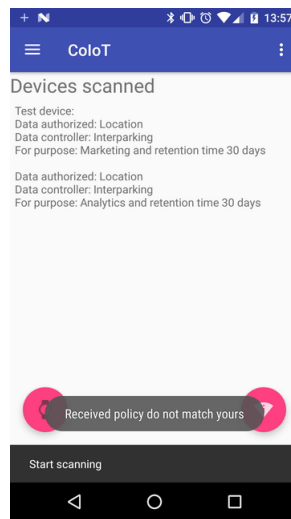 13:57
CoIoT
Devices scanned
Test device:
Data authorized: Location
Data controller: Interparking
For purpose: Marketing and retention time 30 days
Data authorized: Location
Data controller: Interparking
For purpose: Analytics and retention time 30 days
Received policy do not match yours
Start scanning